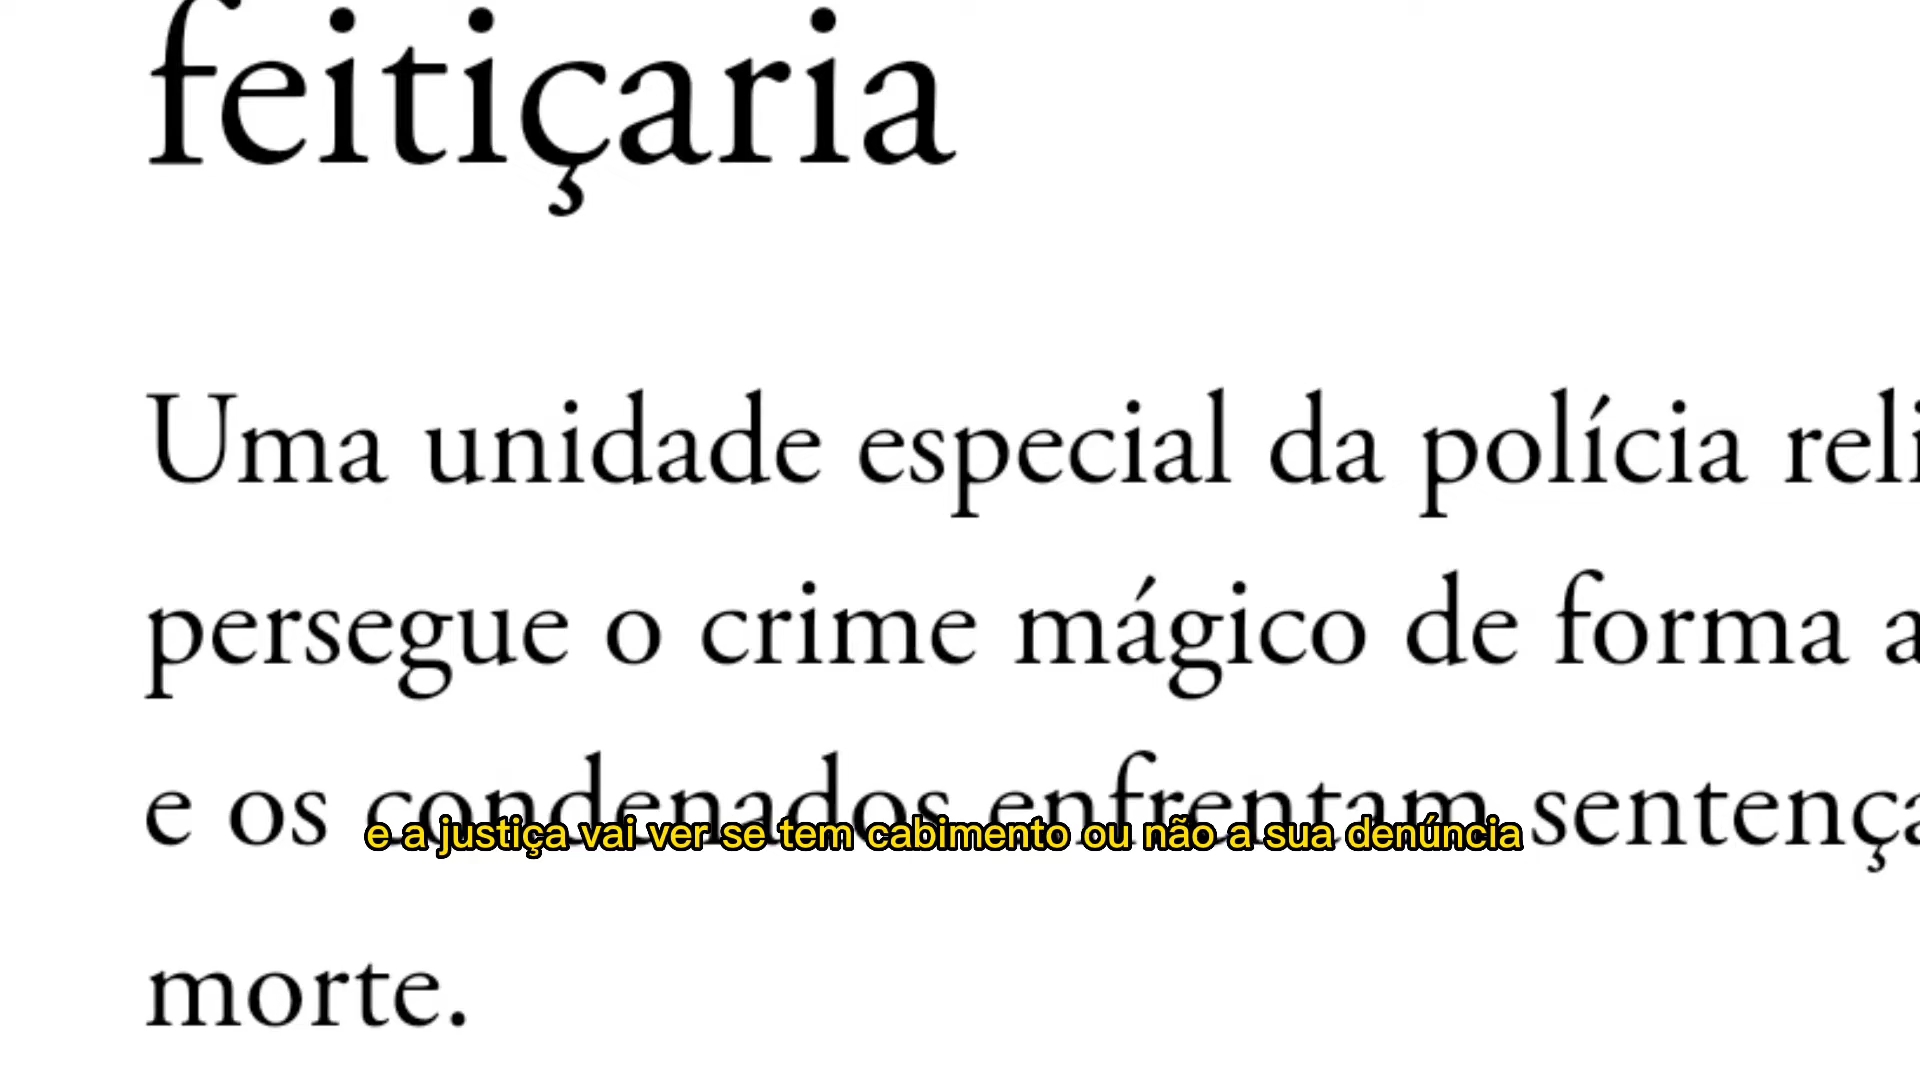 feitiçaria
Uma unidade especial da polícia reli
persegue o crime mágico de forma a
e os condenados enfrentam sentença
e a justiça vai ver se tem cabimento ou não a sua denúncia
morte.